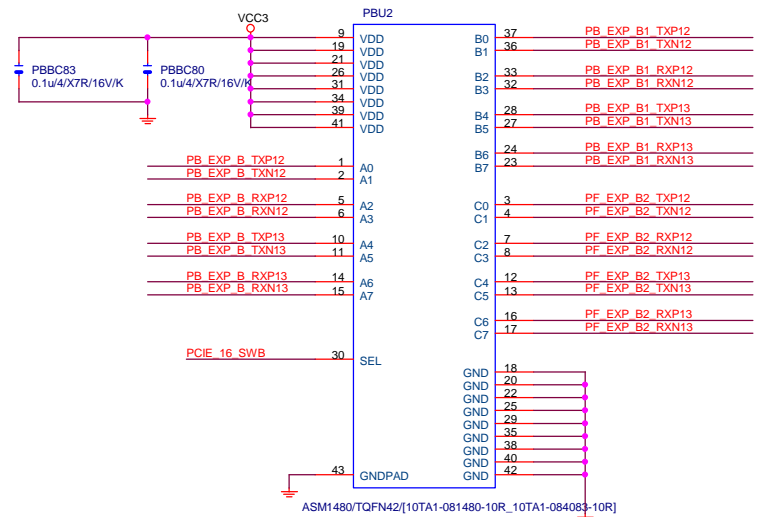 VCC3
PBU2
PBBC83
0.1u/4/X7R/16V/K
PBBC80
0.1u/4/X7R/16V/K
9 VDD
19 VDD
21 VDD
26 VDD
31 VDD
34 VDD
39 VDD
41 VDD
PB_EXP_B_TXP12 1 A0
PB_EXP_B_TXN12 2 A1
PB_EXP_B_RXP12 5 A2
PB_EXP_B_RXN12 6 A3
PB_EXP_B_TXP13 10 A4
PB_EXP_B_TXN13 11 A5
PB_EXP_B_RXP13 14 A6
PB_EXP_B_RXN13 15 A7
PCIE_16_SWB 30 SEL
43 GNDPAD
B0 37 PB_EXP_B1_TXP12
B1 36 PB_EXP_B1_TXN12
B2 33 PB_EXP_B1_RXP12
B3 32 PB_EXP_B1_RXN12
B4 28 PB_EXP_B1_TXN13
B5 27 PB_EXP_B1_TXN13
B6 24 PB_EXP_B1_RXP13
B7 23 PB_EXP_B1_RXN13
C0 3 PF_EXP_B2_TXP12
C1 4 PF_EXP_B2_TXN12
C2 7 PF_EXP_B2_RXP12
C3 8 PF_EXP_B2_RXN12
C4 12 PF_EXP_B2_TXP13
C5 13 PF_EXP_B2_TXN13
C6 16 PF_EXP_B2_RXP13
C7 17 PF_EXP_B2_RXN13
GND 18
GND 20
GND 22
GND 25
GND 29
GND 35
GND 38
GND 40
GND 42
ASM1480/TQFN42/[10TA1-081480-10R_10TA1-084083-10R]